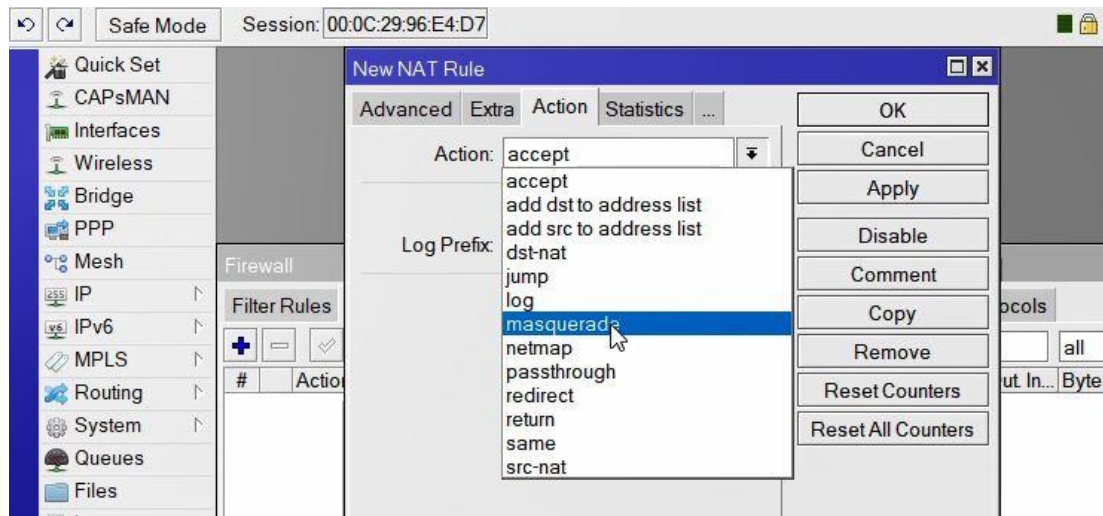 Safe Mode
Session: 00:0C:29:96:E4:D7
Quick Set
CAPsMAN
Interfaces
Wireless
Bridge
PPP
Mesh
255 IP
v6 IPv6
MPLS
Routing
System
Queues
Files
New NAT Rule
Advanced Extra Action Statistics ...
Action: accept
accept
add dst to address list
add src to address list
dst-nat
jump
log
masquerade
netmap
passthrough
redirect
return
same
src-nat
Log Prefix:
OK
Cancel
Apply
Disable
Comment
Copy
Remove
Reset Counters
Reset All Counters
Firewall
Filter Rules
ocols
all
# Action
ut. In... Byte